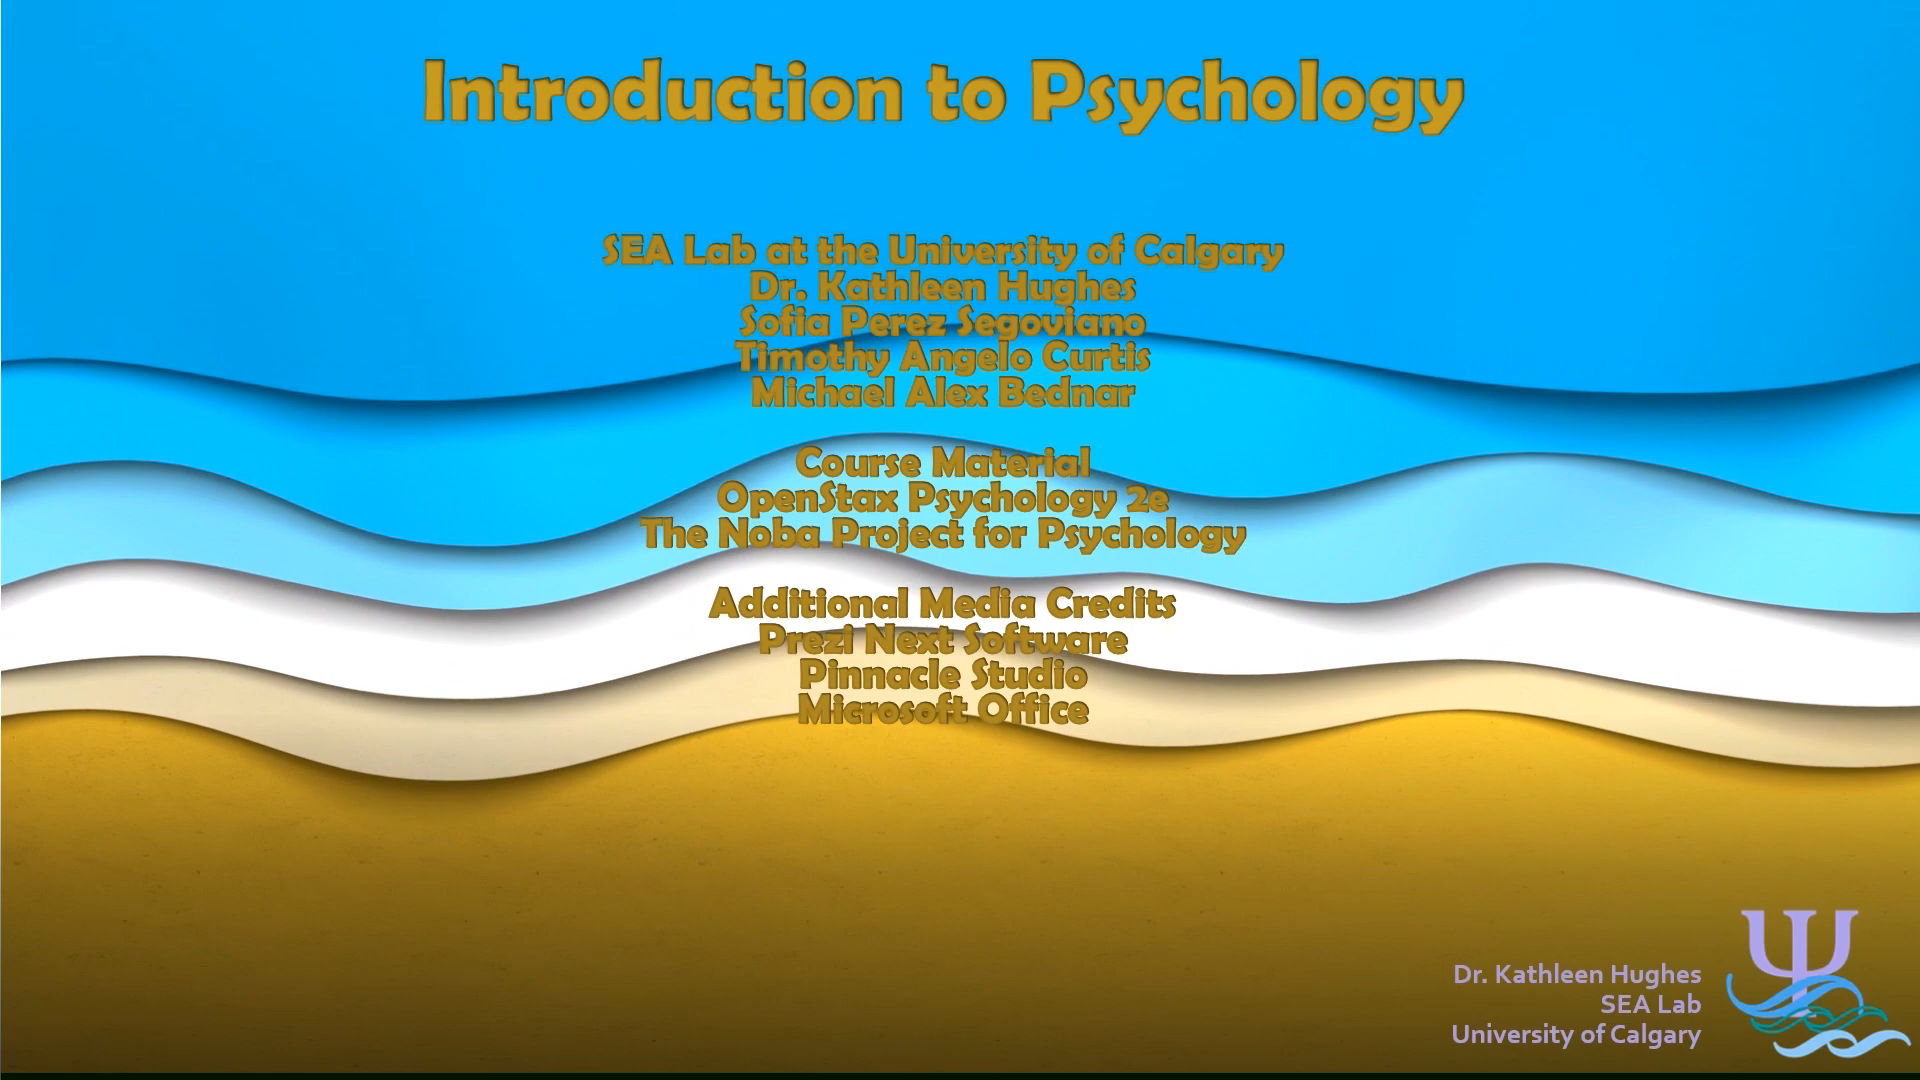 Introduction to Psychology
SEA Lab at the University of Calgary
Dr. Kathleen Hughes
Sofia Perez Segoviano
Timothy Angelo Curtis
Michael Alex Bednar
Course Material
OpenStax Psychology 2e
The Noba Project for Psychology
Additional Media Credits
Prezi Next Software
Pinnacle Studio
Microsoft Office
Dr. Kathleen Hughes
SEA Lab
University of Calgary